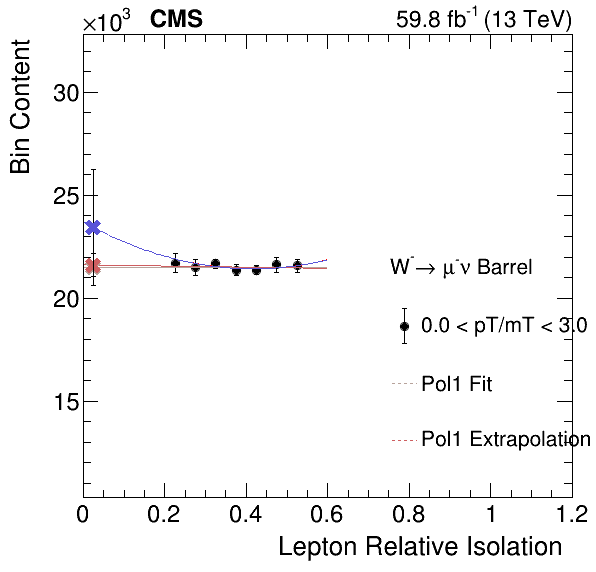 ×10³ CMS 59.8 fb⁻¹ (13 TeV)
Bin Content
30
25
20
15
W⁻→ μ⁻ν Barrel
0.0 < pT/mT < 3.0
Pol1 Fit
Pol1 Extrapolation
0 0.2 0.4 0.6 0.8 1 1.2
Lepton Relative Isolation